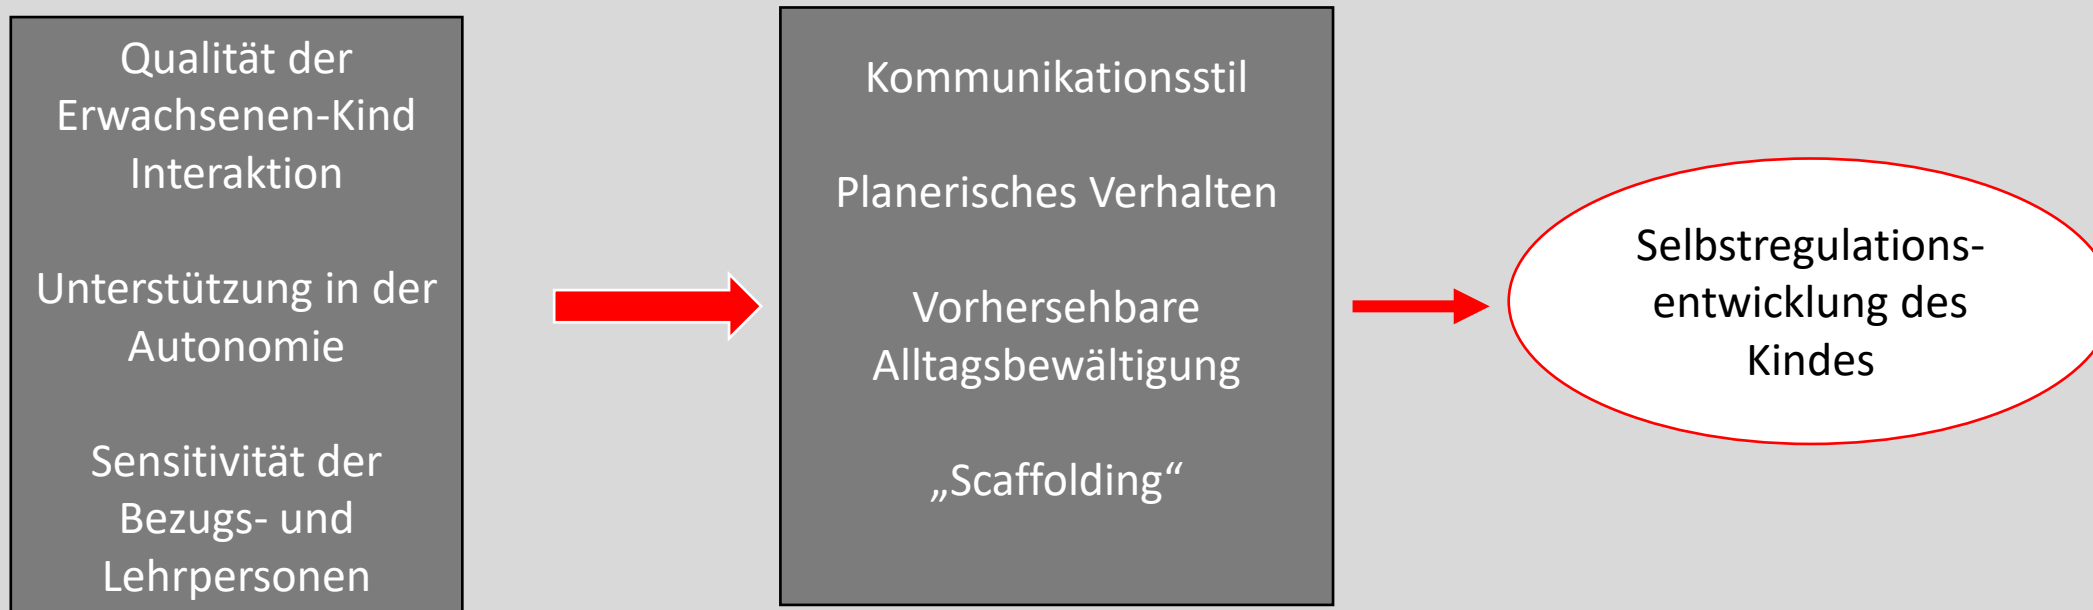 Qualität der
Erwachsenen-Kind
Interaktion
Unterstützung in der
Autonomie
Sensitivität der
Bezugs- und
Lehrpersonen
Kommunikationsstil
Planerisches Verhalten
Vorhersehbare
Alltagsbewältigung
„Scaffolding“
Selbstregulations-
entwicklung des
Kindes